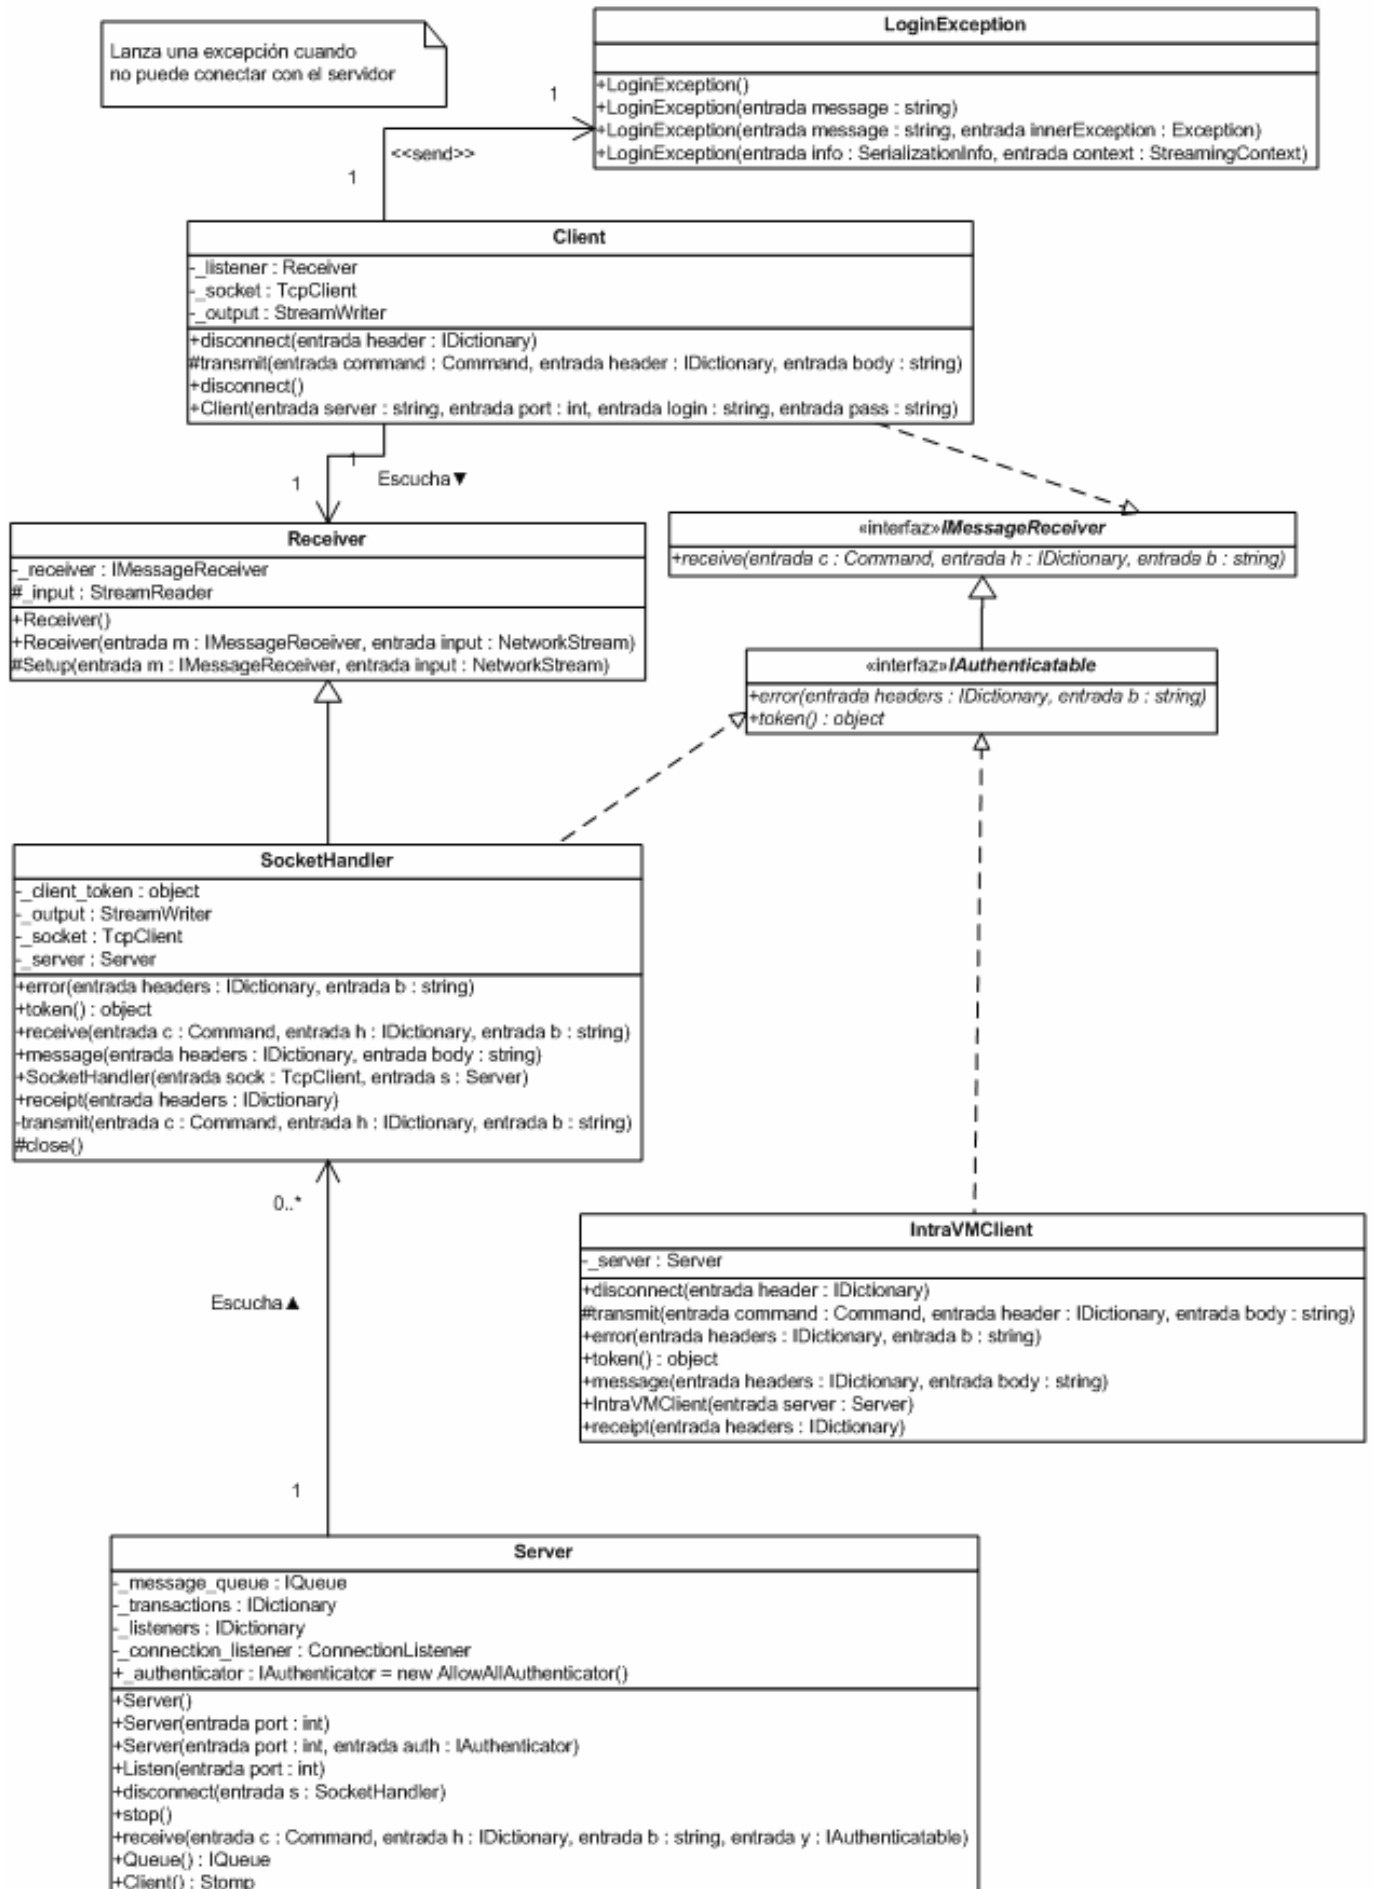 Lanza una excepción cuando
no puede conectar con el servidor
LoginException
+LoginException()
+LoginException(entrada message : string)
+LoginException(entrada message : string, entrada innerException : Exception)
+LoginException(entrada info : SerializationInfo, entrada context : StreamingContext)
1
<<send>>
1
Client
-_listener : Receiver
-_socket : TcpClient
-_output : StreamWriter
+disconnect(entrada header : IDictionary)
#transmit(entrada command : Command, entrada header : IDictionary, entrada body : string)
+disconnect()
+Client(entrada server : string, entrada port : int, entrada login : string, entrada pass : string)
1
Escucha▼
1
Receiver
-_receiver : IMessageReceiver
#_input : StreamReader
+Receiver()
+Receiver(entrada m : IMessageReceiver, entrada input : NetworkStream)
#Setup(entrada m : IMessageReceiver, entrada input : NetworkStream)
«interfaz»IMessageReceiver
+receive(entrada c : Command, entrada h : IDictionary, entrada b : string)
«interfaz»IAuthenticatable
+error(entrada headers : IDictionary, entrada b : string)
+token() : object
SocketHandler
-_client_token : object
-_output : StreamWriter
-_socket : TcpClient
-_server : Server
+error(entrada headers : IDictionary, entrada b : string)
+token() : object
+receive(entrada c : Command, entrada h : IDictionary, entrada b : string)
+message(entrada headers : IDictionary, entrada body : string)
+SocketHandler(entrada sock : TcpClient, entrada s : Server)
+receipt(entrada headers : IDictionary)
-transmit(entrada c : Command, entrada h : IDictionary, entrada b : string)
#close()
0..*
Escucha▲
1
IntraVMClient
-_server : Server
+disconnect(entrada header : IDictionary)
#transmit(entrada command : Command, entrada header : IDictionary, entrada body : string)
+error(entrada headers : IDictionary, entrada b : string)
+token() : object
+message(entrada headers : IDictionary, entrada body : string)
+IntraVMClient(entrada server : Server)
+receipt(entrada headers : IDictionary)
Server
-_message_queue : IQueue
-_transactions : IDictionary
-_listeners : IDictionary
-_connection_listener : ConnectionListener
+_authenticator : IAuthenticator = new AllowAllAuthenticator()
+Server()
+Server(entrada port : int)
+Server(entrada port : int, entrada auth : IAuthenticator)
+Listen(entrada port : int)
+disconnect(entrada s : SocketHandler)
+stop()
+receive(entrada c : Command, entrada h : IDictionary, entrada b : string, entrada y : IAuthenticatable)
+Queue() : IQueue
+Client() : Stomp